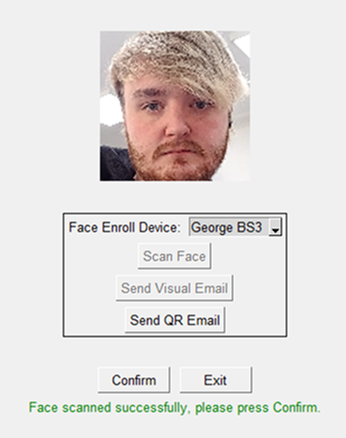 Face Enroll Device: George BS3
Scan Face
Send Visual Email
Send QR Email
Confirm Exit
Face scanned successfully, please press Confirm.